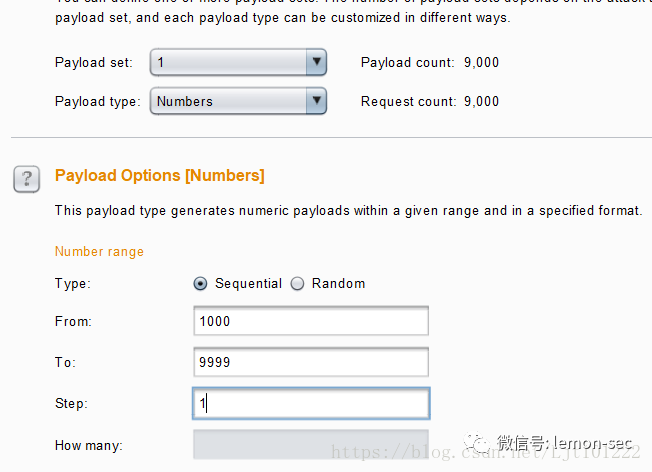 payload set, and each payload type can be customized in different ways.
Payload set: 1 Payload count: 9,000
Payload type: Numbers Request count: 9,000
?
Payload Options [Numbers]
This payload type generates numeric payloads within a given range and in a specified format.
Number range
Type: Sequential Random
From: 1000
To: 9999
Step: 1
How many:
微信号: lemon-sec
https://blog.csdn.net/Ljt101222